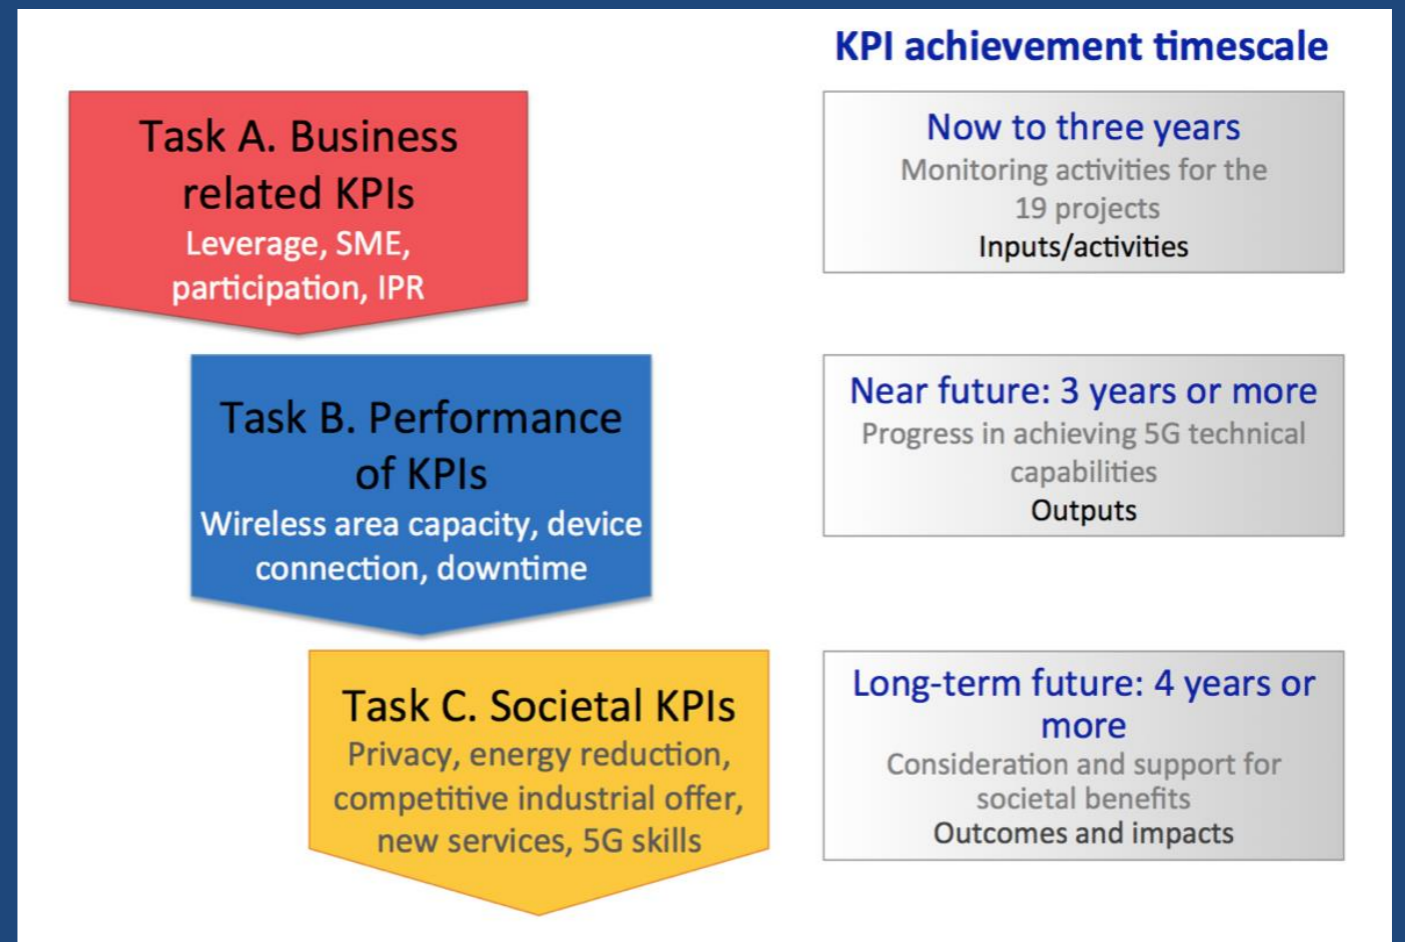 KPI achievement timescale
Task A. Business
related KPIs
Leverage, SME,
participation, IPR
Now to three years
Monitoring activities for the
19 projects
Inputs/activities
Task B. Performance
of KPIs
Wireless area capacity, device
connection, downtime
Near future: 3 years or more
Progress in achieving 5G technical
capabilities
Outputs
Task C. Societal KPIs
Privacy, energy reduction,
competitive industrial offer,
new services, 5G skills
Long-term future: 4 years or
more
Consideration and support for
societal benefits
Outcomes and impacts